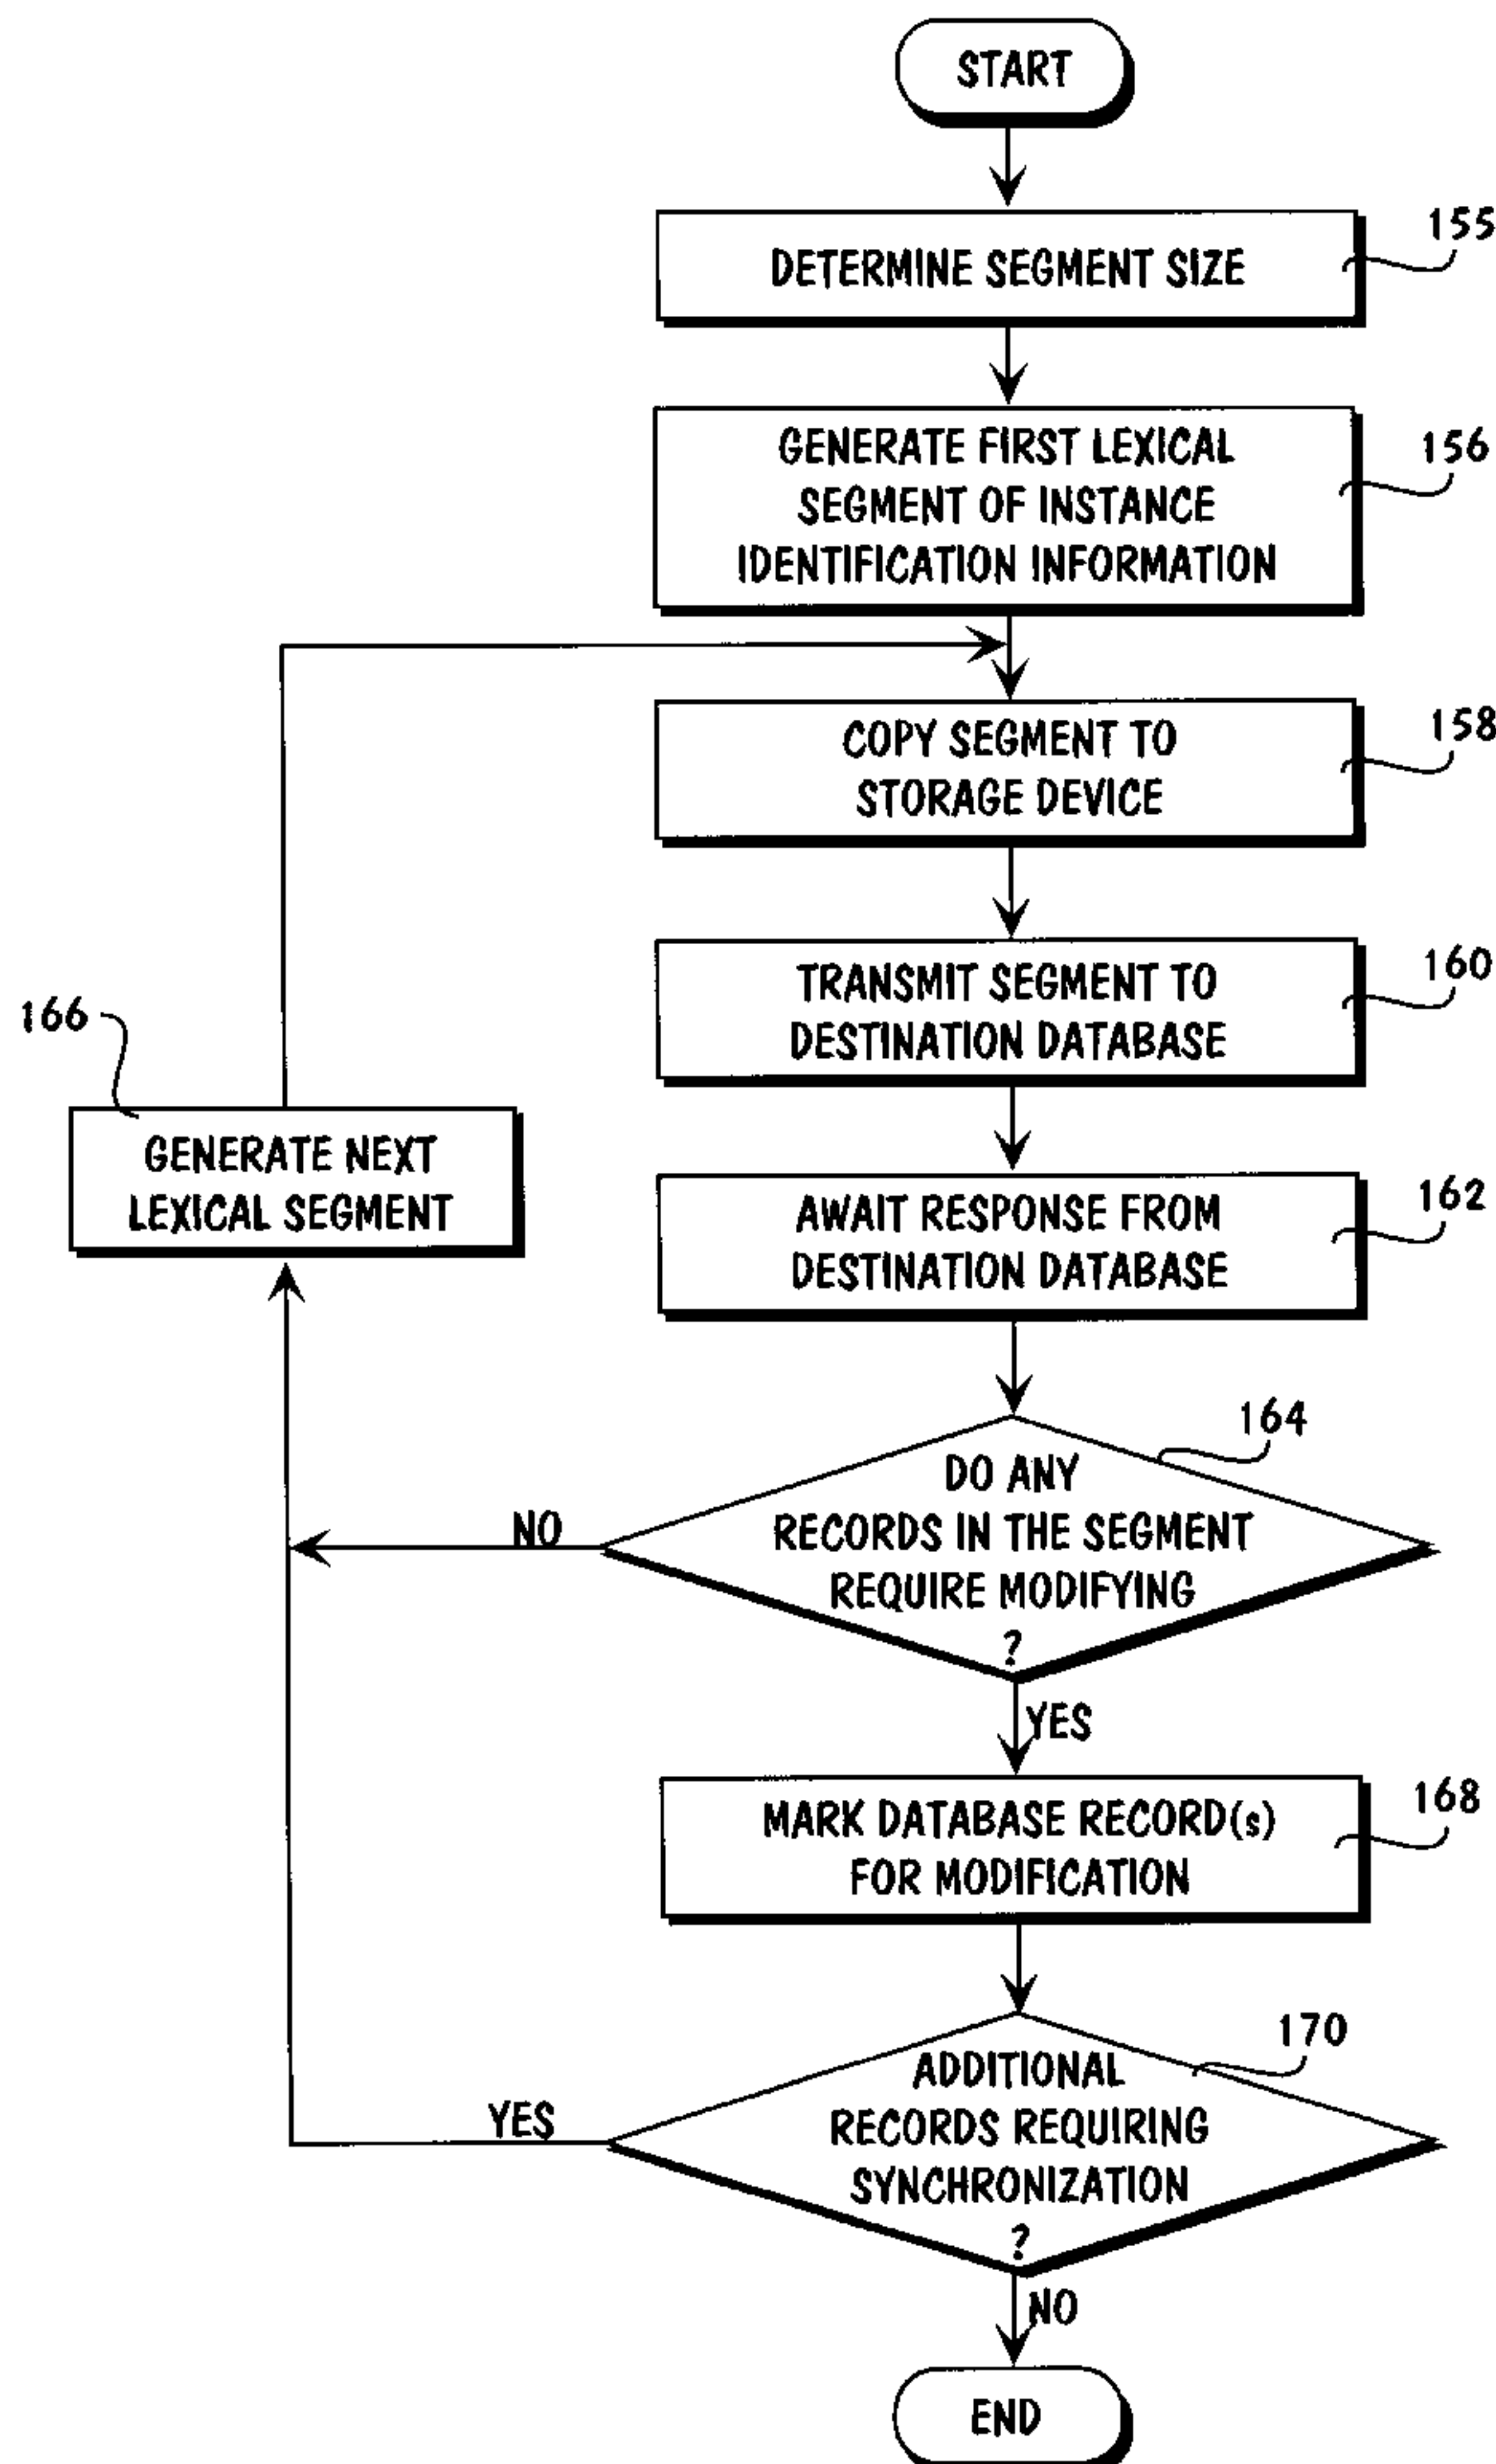 START
DETERMINE SEGMENT SIZE
155
GENERATE FIRST LEXICAL
SEGMENT OF INSTANCE
IDENTIFICATION INFORMATION
156
COPY SEGMENT TO
STORAGE DEVICE
158
TRANSMIT SEGMENT TO
DESTINATION DATABASE
160
166
GENERATE NEXT
LEXICAL SEGMENT
AWAIT RESPONSE FROM
DESTINATION DATABASE
162
164
DO ANY
RECORDS IN THE SEGMENT
REQUIRE MODIFYING
?
NO
YES
MARK DATABASE RECORD(s)
FOR MODIFICATION
168
170
ADDITIONAL
RECORDS REQUIRING
SYNCHRONIZATION
?
YES
NO
END